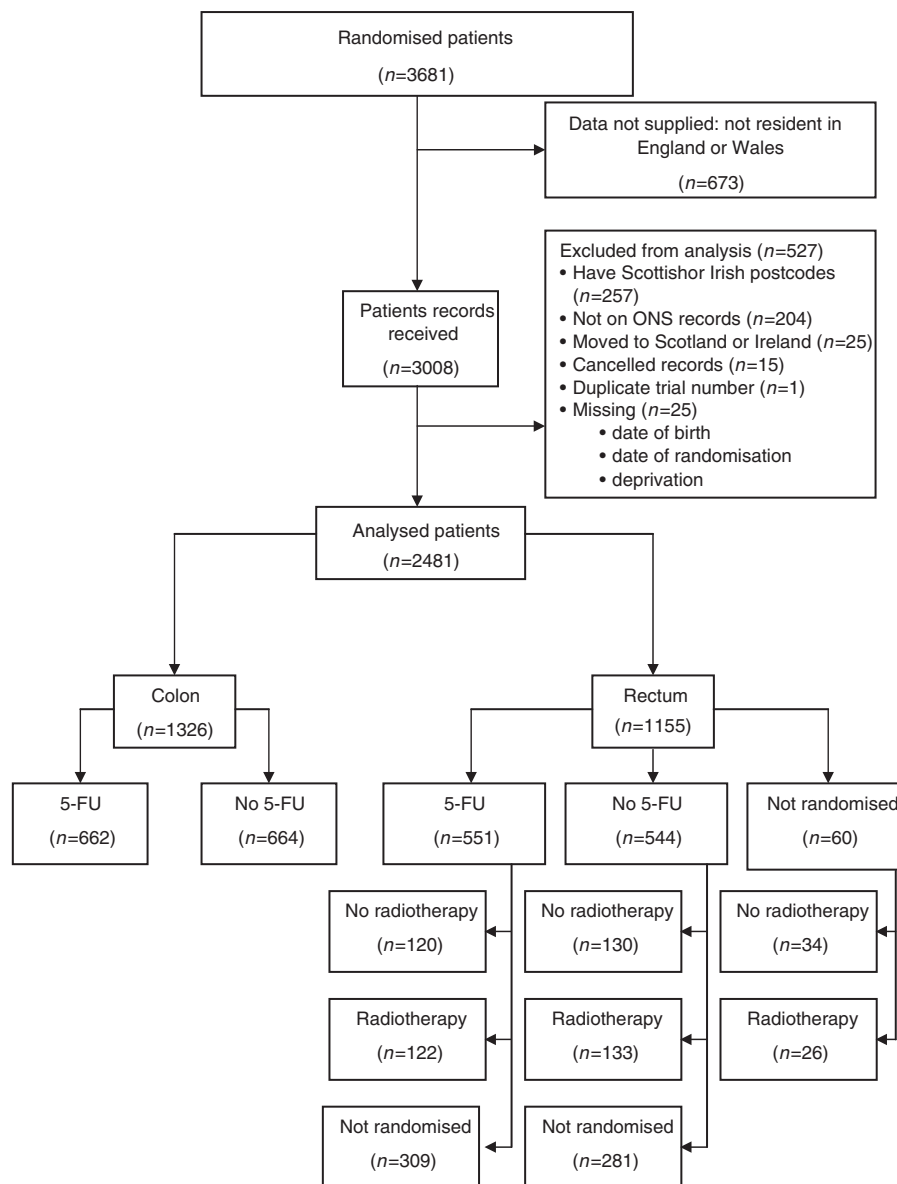 Randomised patients
(n=3681)
Data not supplied: not resident in
England or Wales
(n=673)
Excluded from analysis (n=527)
• Have Scottishor Irish postcodes
(n=257)
• Not on ONS records (n=204)
• Moved to Scotland or Ireland (n=25)
• Cancelled records (n=15)
• Duplicate trial number (n=1)
• Missing (n=25)
• date of birth
• date of randomisation
• deprivation
Patients records
received
(n=3008)
Analysed patients
(n=2481)
Colon
(n=1326)
Rectum
(n=1155)
5-FU
(n=662)
No 5-FU
(n=664)
5-FU
(n=551)
No 5-FU
(n=544)
Not randomised
(n=60)
No radiotherapy
(n=120)
No radiotherapy
(n=130)
No radiotherapy
(n=34)
Radiotherapy
(n=122)
Radiotherapy
(n=133)
Radiotherapy
(n=26)
Not randomised
(n=309)
Not randomised
(n=281)